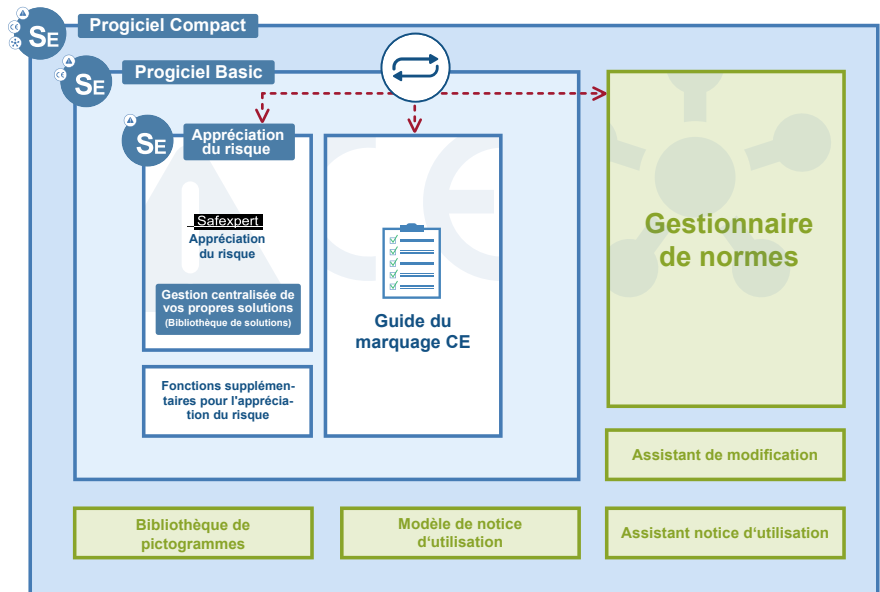 SE
Progiciel Compact
SE
Progiciel Basic
SE
Appréciation
du risque
Safexpert
Appréciation
du risque
Gestion centralisée de
vos propres solutions
(Bibliothèque de solutions)
Fonctions supplémen-
taires pour l'apprécia-
tion du risque
CE
Guide du
marquage CE
Gestionnaire
de normes
Assistant de modification
Bibliothèque de
pictogrammes
Modèle de notice
d‘utilisation
Assistant notice d‘utilisation